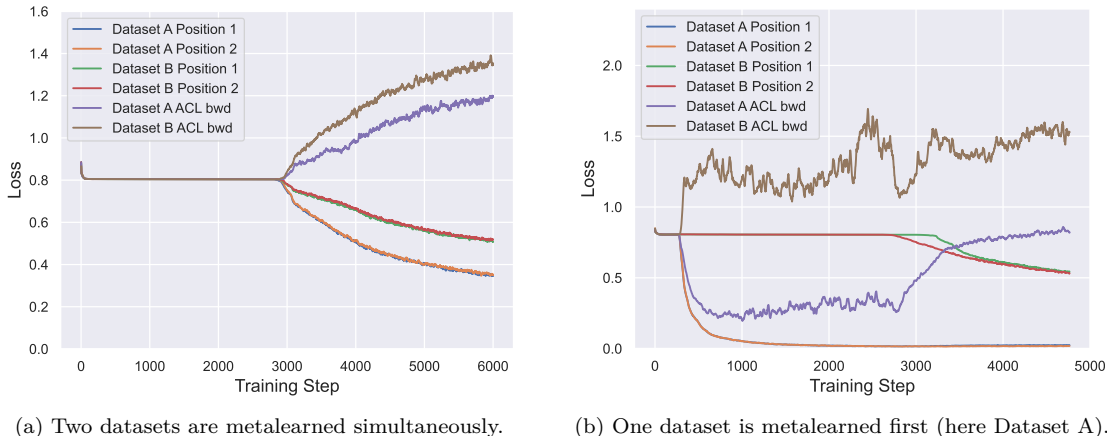 1.6
1.4
1.2
1.0
0.8
0.6
0.4
0.2
0.0
Loss
Dataset A Position 1
Dataset A Position 2
Dataset B Position 1
Dataset B Position 2
Dataset A ACL bwd
Dataset B ACL bwd
0 1000 2000 3000 4000 5000 6000
Training Step
(a) Two datasets are metalearned simultaneously.
2.0
1.5
1.0
0.5
0.0
Loss
Dataset A Position 1
Dataset A Position 2
Dataset B Position 1
Dataset B Position 2
Dataset A ACL bwd
Dataset B ACL bwd
0 1000 2000 3000 4000 5000
Training Step
(b) One dataset is metalearned first (here Dataset A).